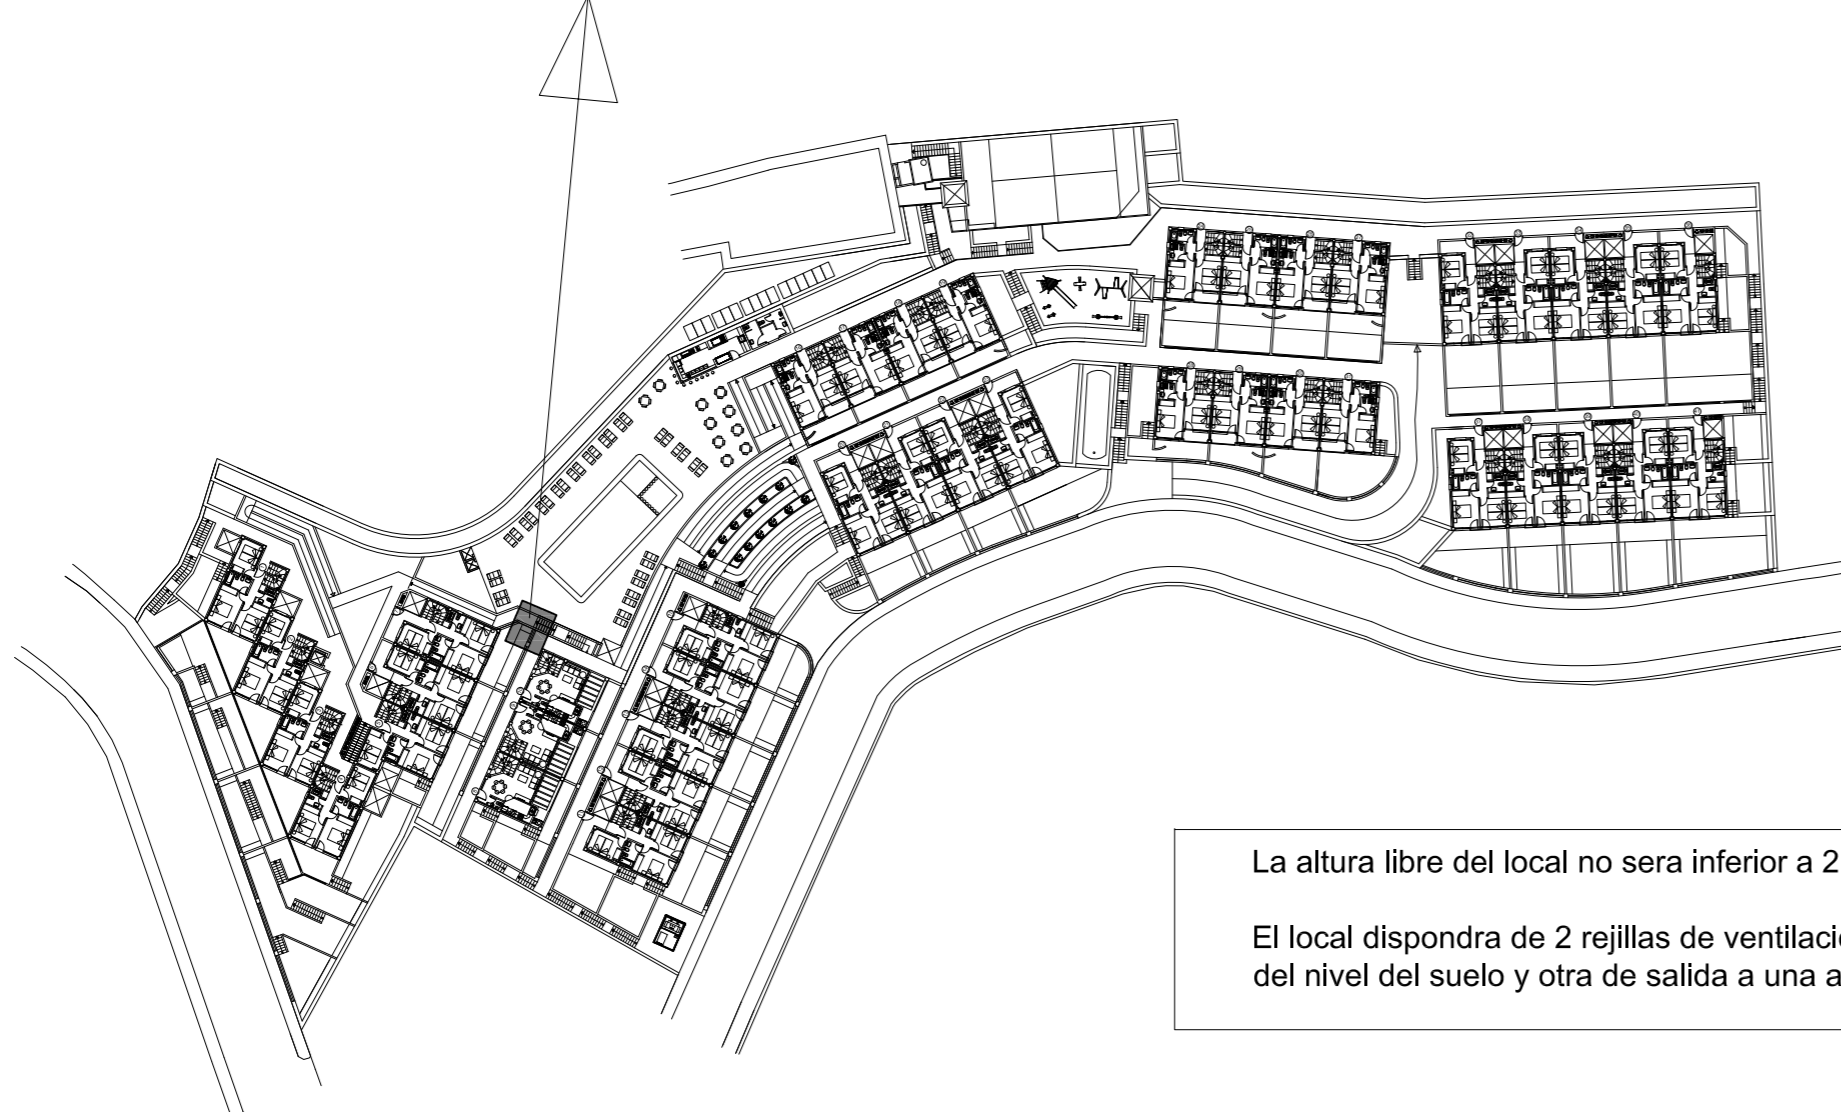 La altura libre del local no sera inferior a 2
El local dispondra de 2 rejillas de ventilaci
del nivel del suelo y otra de salida a una a